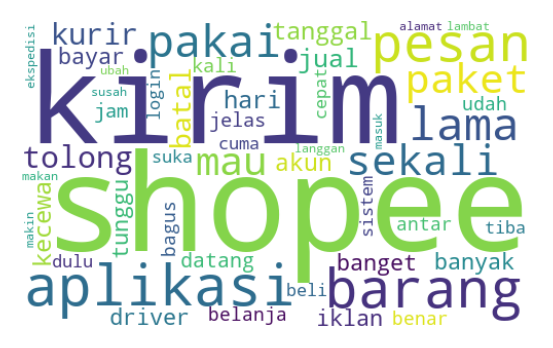 ekspedisi
kurir
pakai
tanggal
alamat
lambat
pesan
bayar
ubah
susah
jam
login
batal
kali
hari
jelas
cuma
jual
cepat
paket
udah
kirim
lama
masuk
langgan
tolong
suka
mau
akun
sekali
makan
kecewa
tunggu
shopee
sistem
antar
tiba
makin
dulu
bagus
datang
banget
banyak
aplikasi
beli
barang
driver
belanja
iklan
benar